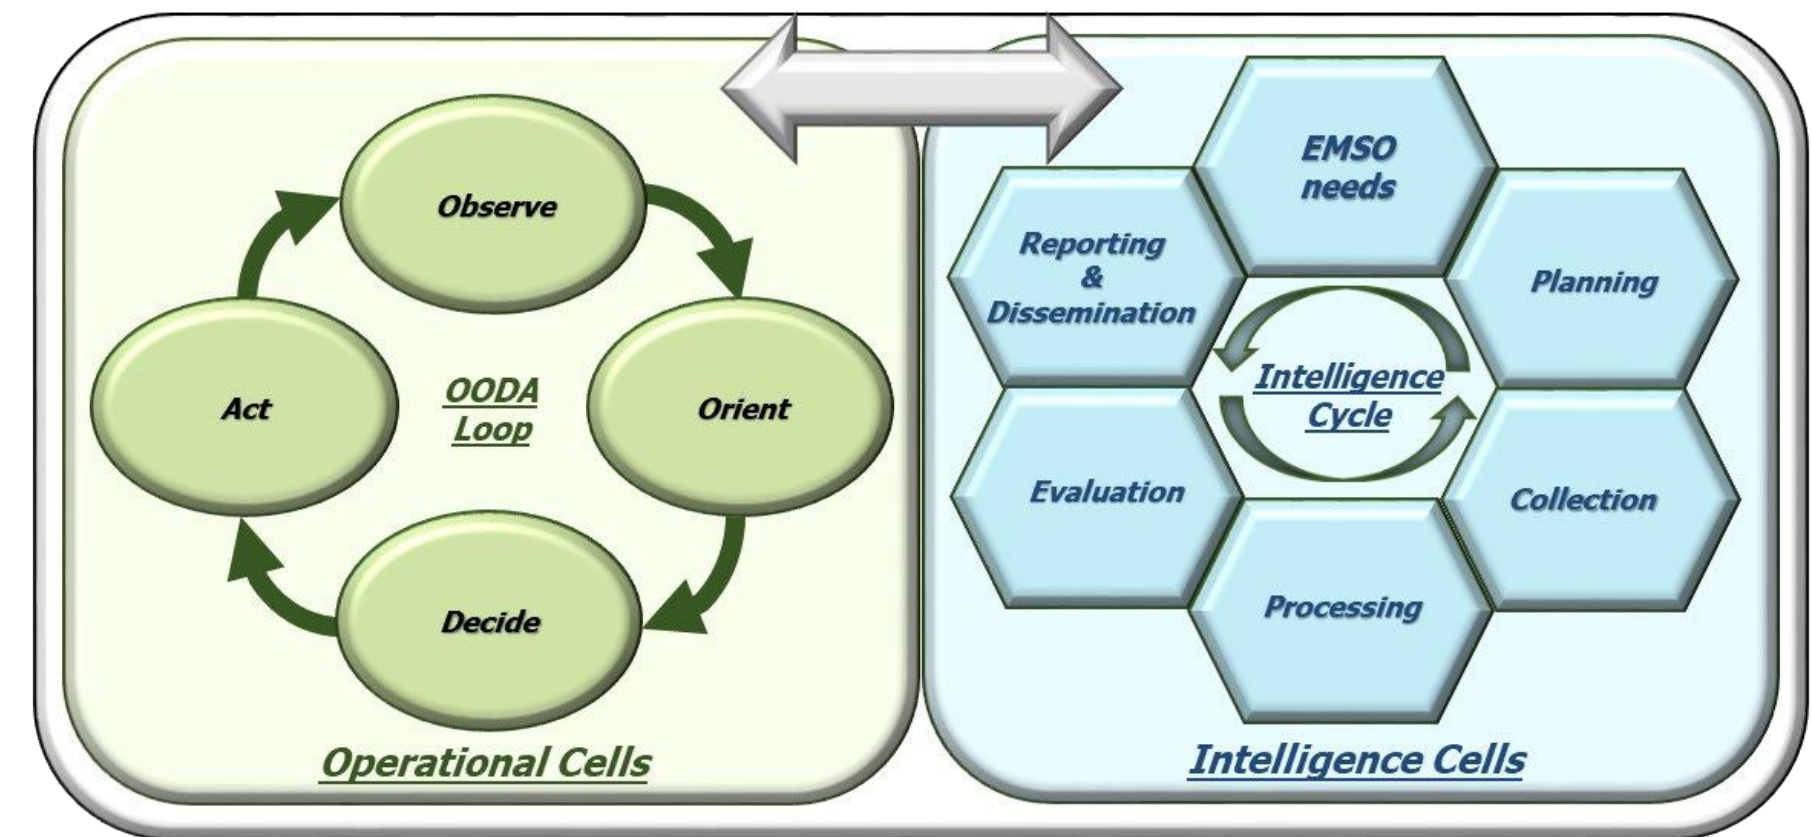 Observe
Orient
Decide
Act
OODA
Loop
Operational Cells
EMSO
needs
Planning
Collection
Processing
Evaluation
Reporting
&
Dissemination
Intelligence
Cycle
Intelligence Cells